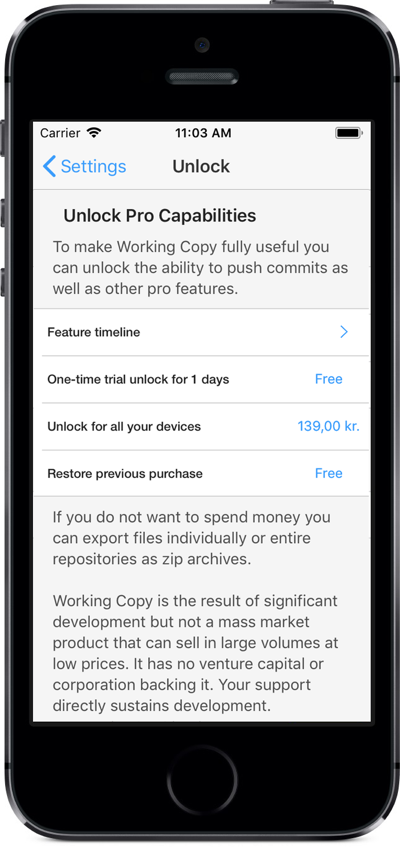 Carrier 11:03 AM
Settings Unlock
Unlock Pro Capabilities
To make Working Copy fully useful you
can unlock the ability to push commits as
well as other pro features.
Feature timeline
One-time trial unlock for 1 days Free
Unlock for all your devices 139,00 kr.
Restore previous purchase Free
If you do not want to spend money you
can export files individually or entire
repositories as zip archives.
Working Copy is the result of significant
development but not a mass market
product that can sell in large volumes at
low prices. It has no venture capital or
corporation backing it. Your support
directly sustains development.